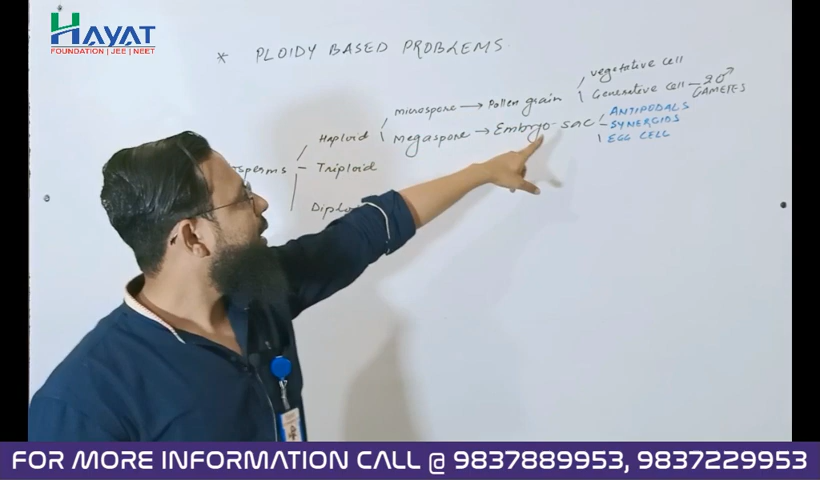 HAYAT
FOUNDATION | JEE | NEET
* PLOIDY BASED PROBLEMS
vegetative cell
microspore → Pollen grain
Generative cell - 2♂
GAMETES
Haploid
Megaspore → Embryo-sac
ANTIPODALS
SYNERGIDS
EGG CELL
Triploid
FOR MORE INFORMATION CALL @ 9837889953, 9837229953